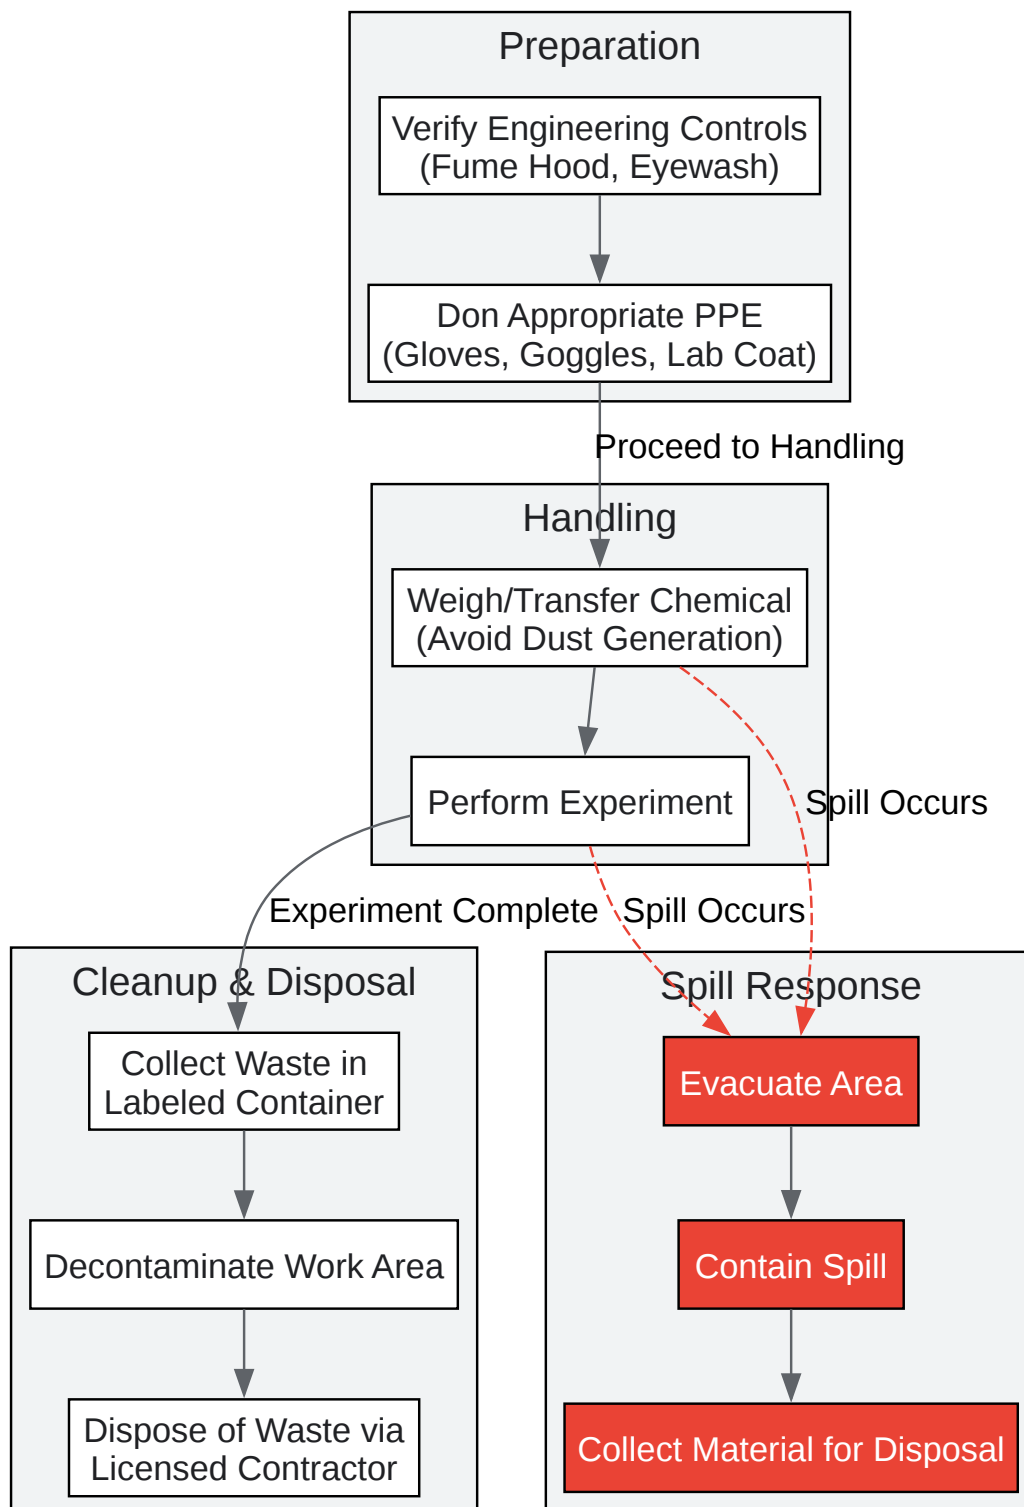 Preparation
Verify Engineering Controls
(Fume Hood, Eyewash)
Don Appropriate PPE
(Gloves, Goggles, Lab Coat)
Proceed to Handling
Handling
Weigh/Transfer Chemical
(Avoid Dust Generation)
Perform Experiment
Spill Occurs
Experiment Complete
Spill Occurs
Cleanup & Disposal
Collect Waste in
Labeled Container
Decontaminate Work Area
Dispose of Waste via
Licensed Contractor
Spill Response
Evacuate Area
Contain Spill
Collect Material for Disposal